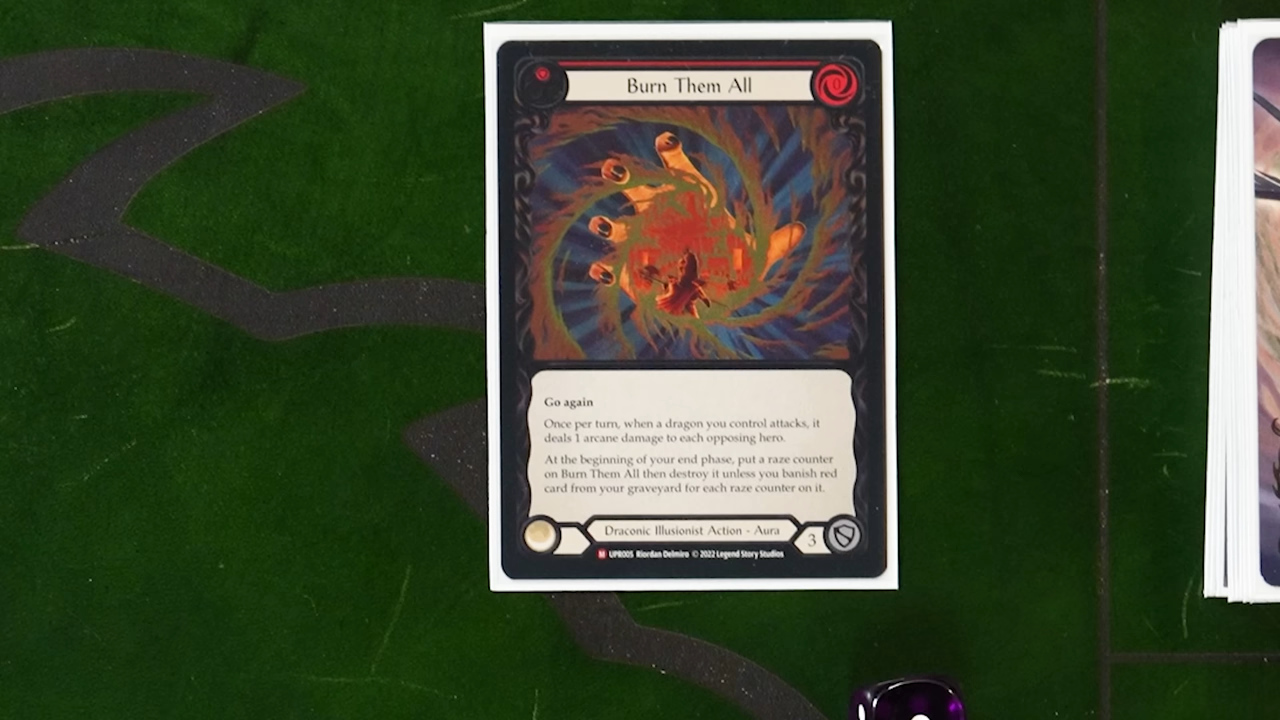 Burn Them All
0
Go again
Once per turn, when a dragon you control attacks, it
deals 1 arcane damage to each opposing hero.
At the beginning of your end phase, put a raze counter
on Burn Them All then destroy it unless you banish red
card from your graveyard for each raze counter on it.
Draconic Illusionist Action - Aura
3
M UPR005 Riordan Delmiro © 2022 Legend Story Studios